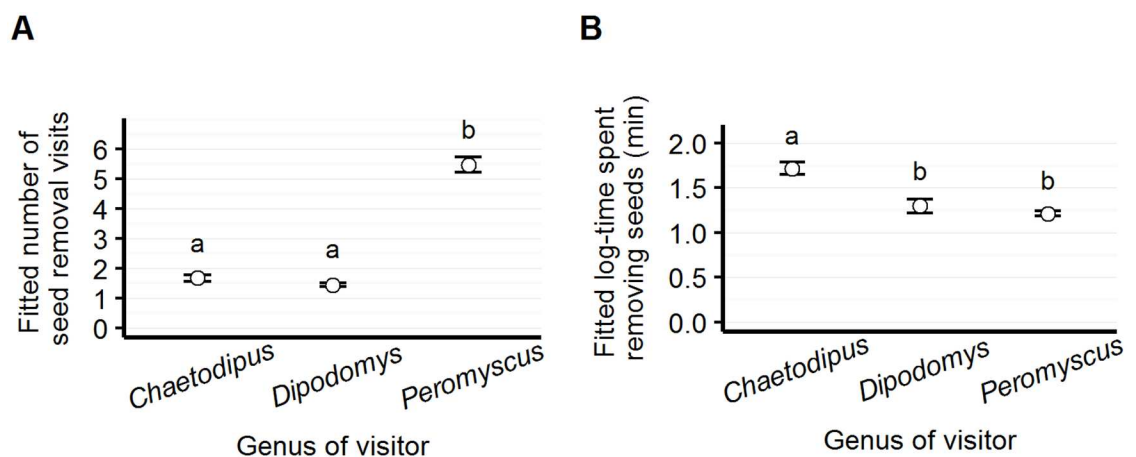 A
Fitted number of
seed removal visits
6
5
4
3
2
1
0
a
a
b
Chaetodipus
Dipodomys
Peromyscus
Genus of visitor
B
Fitted log-time spent
removing seeds (min)
2.0
1.5
1.0
0.5
0.0
a
b
b
Chaetodipus
Dipodomys
Peromyscus
Genus of visitor